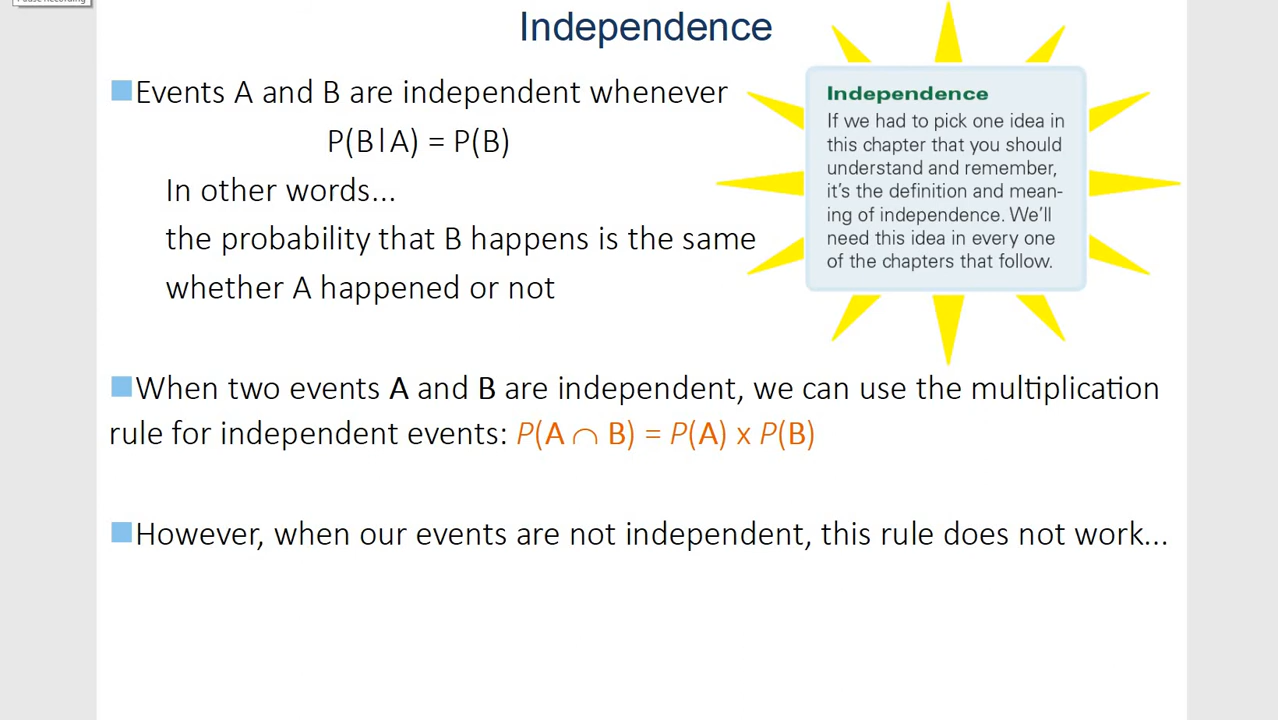 Independence
Events A and B are independent whenever
P(B|A) = P(B)
In other words...
the probability that B happens is the same
whether A happened or not
Independence
If we had to pick one idea in
this chapter that you should
understand and remember,
it's the definition and mean-
ing of independence. We'll
need this idea in every one
of the chapters that follow.
When two events A and B are independent, we can use the multiplication
rule for independent events: P(A ∩ B) = P(A) x P(B)
However, when our events are not independent, this rule does not work...